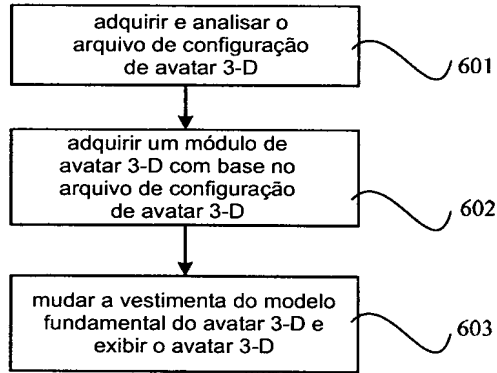 adquirir e analisar o
arquivo de configuração
de avatar 3-D
601
adquirir um módulo de
avatar 3-D com base no
arquivo de configuração
de avatar 3-D
602
mudar a vestimenta do modelo
fundamental do avatar 3-D e
exibir o avatar 3-D
603